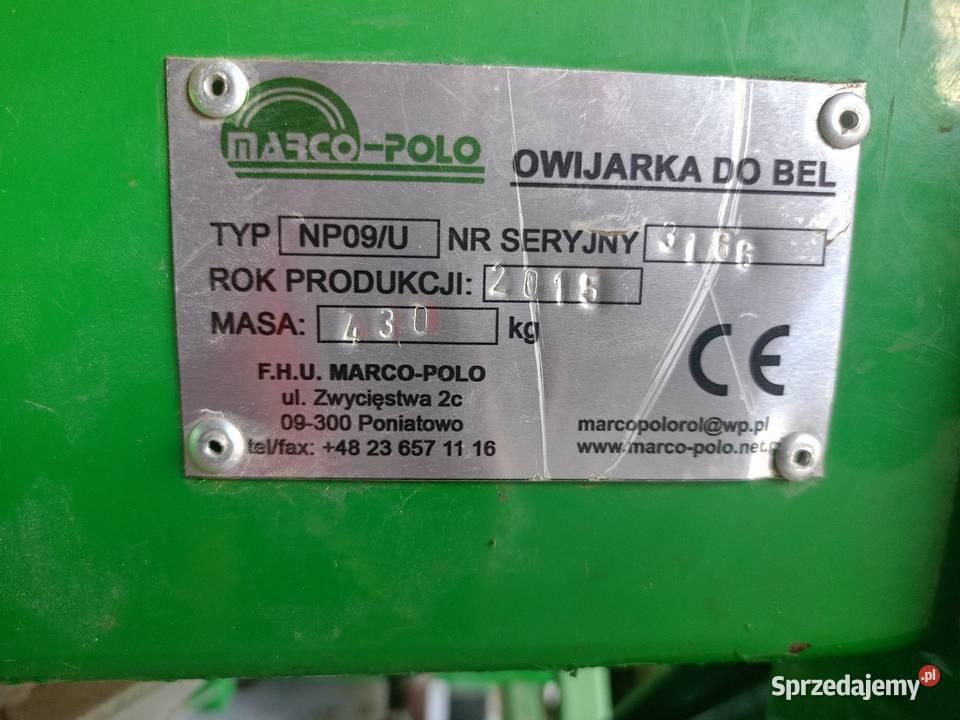 MARCO-POLO
OWIJARKA DO BEL
TYP NP09/U NR SERYJNY 3166
ROK PRODUKCJI: 2015
MASA: 430 kg
CE
F.H.U. MARCO-POLO
ul. Zwycięstwa 2c
09-300 Poniatowo
tel/fax: +48 23 657 11 16
marcopolorol@wp.pl
www.marco-polo.net.p
Sprzedajemy.pl